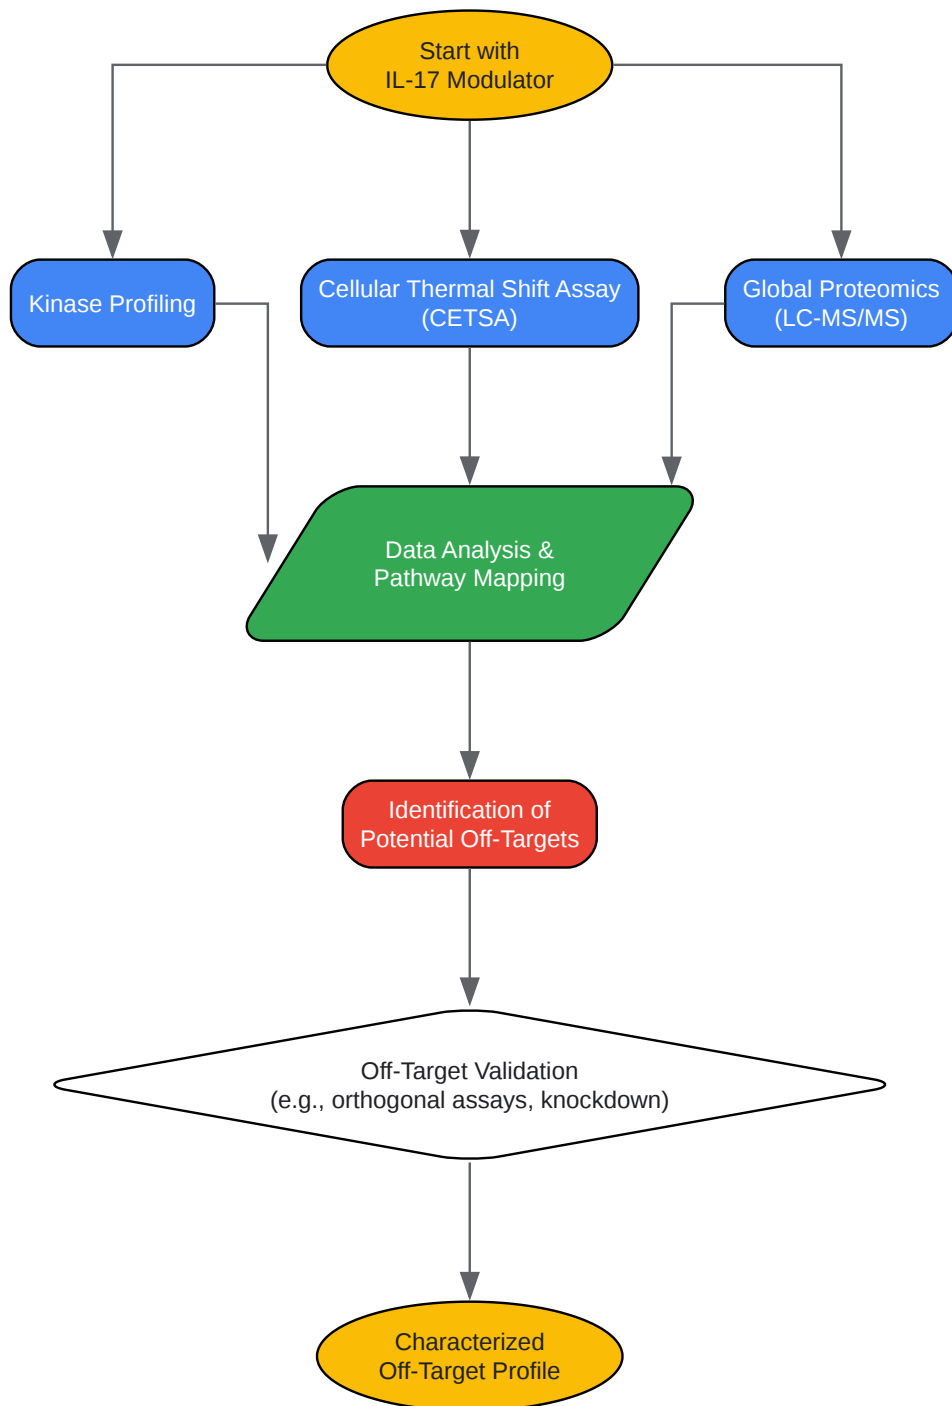 Start with
IL-17 Modulator
Kinase Profiling
Cellular Thermal Shift Assay
(CETSA)
Global Proteomics
(LC-MS/MS)
Data Analysis &
Pathway Mapping
Identification of
Potential Off-Targets
Off-Target Validation
(e.g., orthogonal assays, knockdown)
Characterized
Off-Target Profile